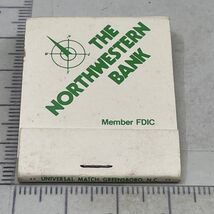 THE
NORTHWESTERN
BANK
Member FDIC
UNIVERSAL MATCH, GREENSBORO, N.C.